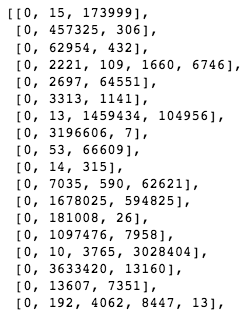 [[0, 15, 173999],
[0, 457325, 306],
[0, 62954, 432],
[0, 2221, 109, 1660, 6746],
[0, 2697, 64551],
[0, 3313, 1141],
[0, 13, 1459434, 104956],
[0, 3196606, 7],
[0, 53, 66609],
[0, 14, 315],
[0, 7035, 590, 62621],
[0, 1678025, 594825],
[0, 181008, 26],
[0, 1097476, 7958],
[0, 10, 3765, 3028404],
[0, 3633420, 13160],
[0, 13607, 7351],
[0, 192, 4062, 8447, 13],